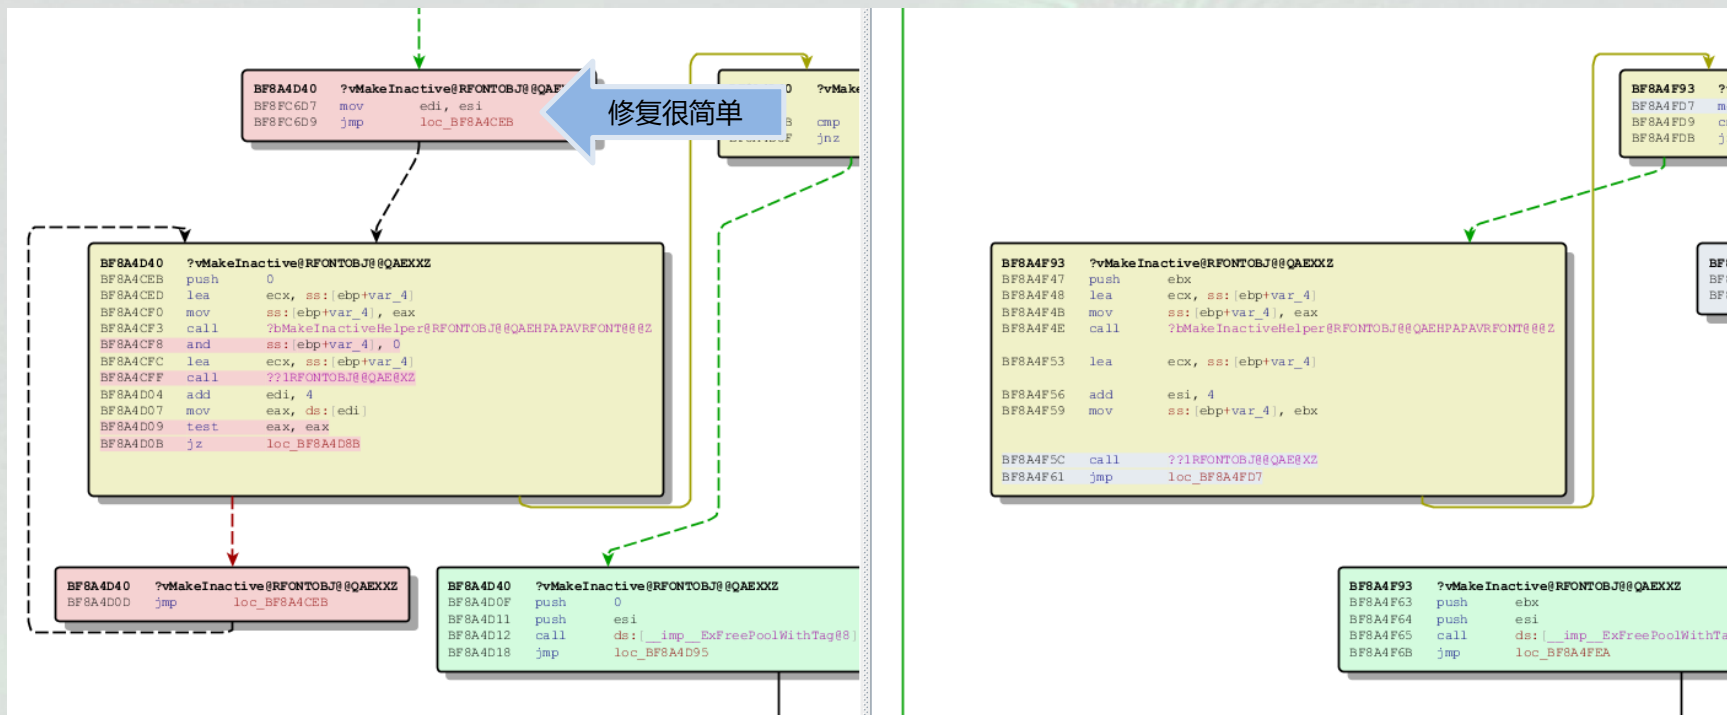 BF8A4D40 ?vMakeInactive@RFONTOBJ@@QAE
BF8FC6D7 mov edi, esi
BF8FC6D9 jmp loc_BF8A4CEB
修复很简单
?vMake
cmp
jnz
BF8A4D40 ?vMakeInactive@RFONTOBJ@@QAEXXZ
BF8A4CEB push 0
BF8A4CED lea ecx, ss:[ebp+var_4]
BF8A4CF0 mov ss:[ebp+var_4], eax
BF8A4CF3 call ?bMakeInactiveHelper@RFONTOBJ@@QAEHPAPAVRFONT@@@Z
BF8A4CF8 and ss:[ebp+var_4], 0
BF8A4CFC lea ecx, ss:[ebp+var_4]
BF8A4CFF call ??1RFONTOBJ@@QAE@XZ
BF8A4D04 add edi, 4
BF8A4D07 mov eax, ds:[edi]
BF8A4D09 test eax, eax
BF8A4D0B jz loc_BF8A4D8B
BF8A4D40 ?vMakeInactive@RFONTOBJ@@QAEXXZ
BF8A4D0D jmp loc_BF8A4CEB
BF8A4D40 ?vMakeInactive@RFONTOBJ@@QAEXXZ
BF8A4D0F push 0
BF8A4D11 push esi
BF8A4D12 call ds:[__imp__ExFreePoolWithTag@8]
BF8A4D18 jmp loc_BF8A4D95
BF8A4F93 ?
BF8A4FD7 m
BF8A4FD9 c
BF8A4FDB j
BF8A4F93 ?vMakeInactive@RFONTOBJ@@QAEXXZ
BF8A4F47 push ebx
BF8A4F48 lea ecx, ss:[ebp+var_4]
BF8A4F4B mov ss:[ebp+var_4], eax
BF8A4F4E call ?bMakeInactiveHelper@RFONTOBJ@@QAEHPAPAVRFONT@@@Z
BF8A4F53 lea ecx, ss:[ebp+var_4]
BF8A4F56 add esi, 4
BF8A4F59 mov ss:[ebp+var_4], ebx
BF8A4F5C call ??1RFONTOBJ@@QAE@XZ
BF8A4F61 jmp loc_BF8A4FD7
BF
BF
BF
BF8A4F93 ?vMakeInactive@RFONTOBJ@@QAEXXZ
BF8A4F63 push ebx
BF8A4F64 push esi
BF8A4F65 call ds:[__imp__ExFreePoolWithTa
BF8A4F6B jmp loc_BF8A4FEA